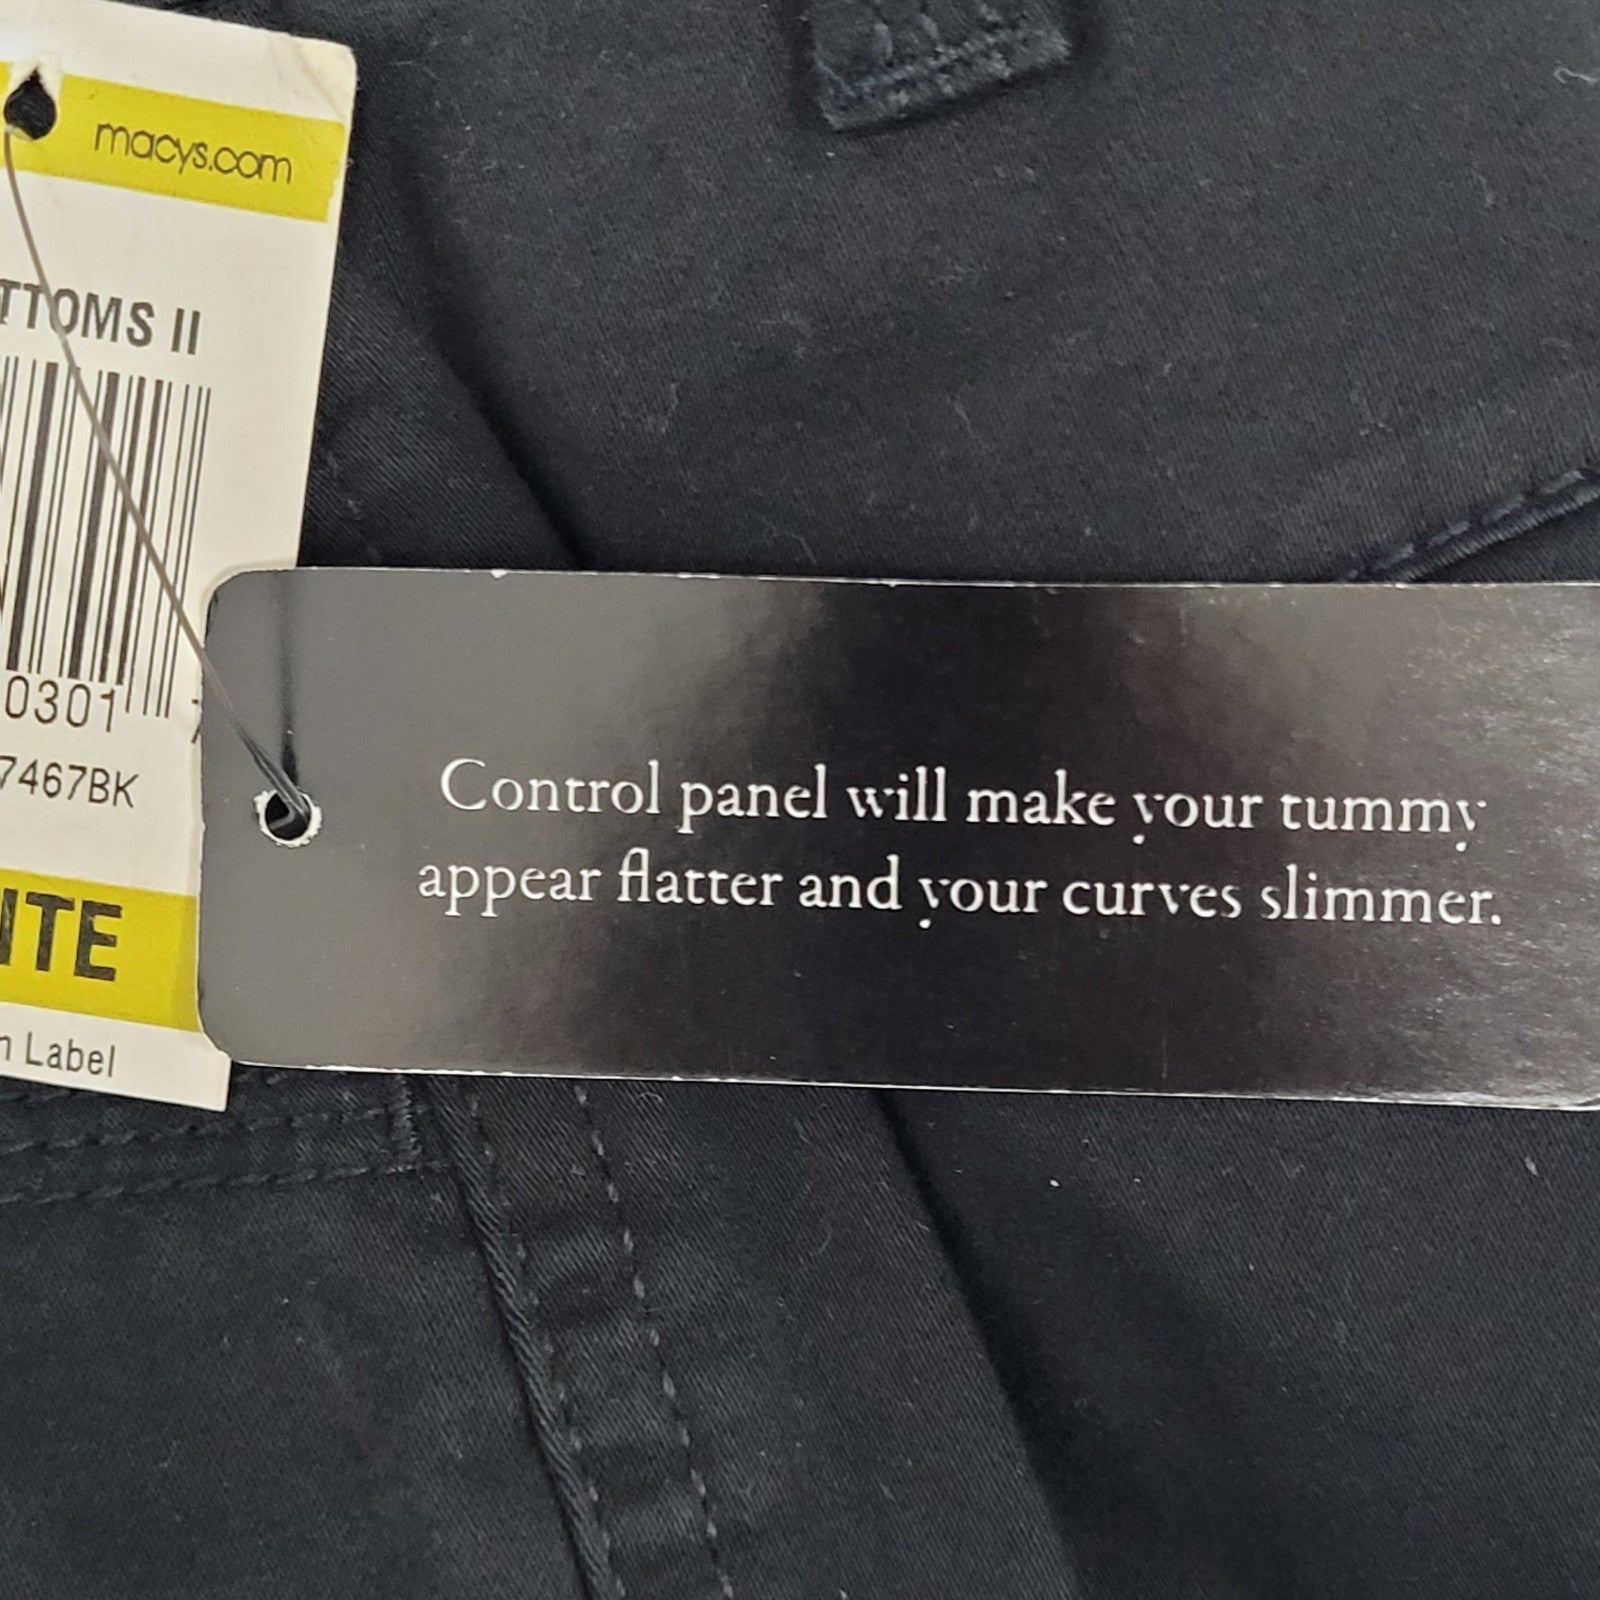 macys.com
TTOMS II
0301
7467BK
ITE
Label
Control panel will make your tummy
appear flatter and your curves slimmer.